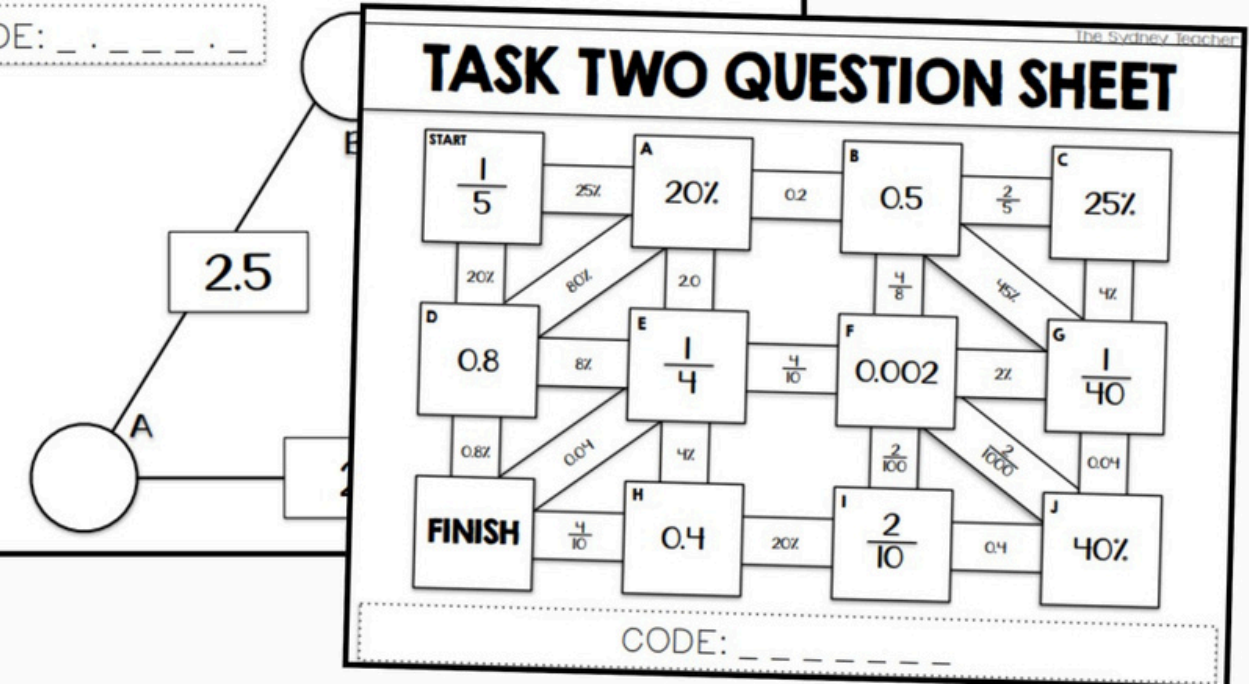 DE: _ . _ _ _ . _
The Sydney Teacher
TASK TWO QUESTION SHEET
START
1/5
25%
A
20%
0.2
B
0.5
2/5
C
25%
20%
80%
2.0
4/8
45%
4%
D
0.8
8%
E
1/4
4/10
F
0.002
2%
G
1/40
0.8%
0.04
4%
2/100
2/1000
0.04
FINISH
4/10
H
0.4
20%
I
2/10
0.4
J
40%
CODE: _ _ _ _ _ _ _
2.5
A